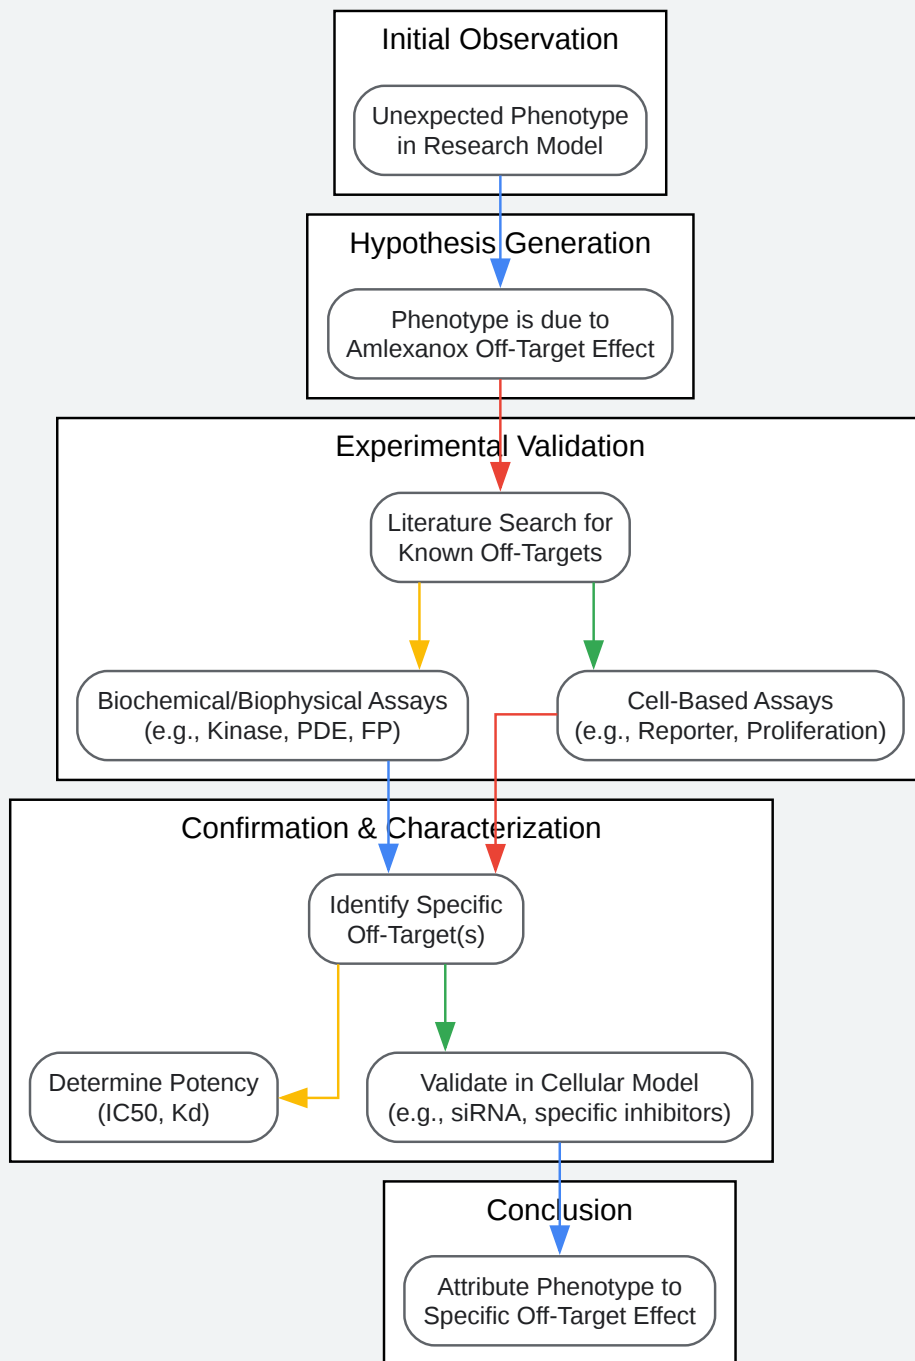 Initial Observation
Unexpected Phenotype
in Research Model
Hypothesis Generation
Phenotype is due to
Amlexanox Off-Target Effect
Experimental Validation
Literature Search for
Known Off-Targets
Biochemical/Biophysical Assays
(e.g., Kinase, PDE, FP)
Cell-Based Assays
(e.g., Reporter, Proliferation)
Confirmation & Characterization
Identify Specific
Off-Target(s)
Determine Potency
(IC50, Kd)
Validate in Cellular Model
(e.g., siRNA, specific inhibitors)
Conclusion
Attribute Phenotype to
Specific Off-Target Effect